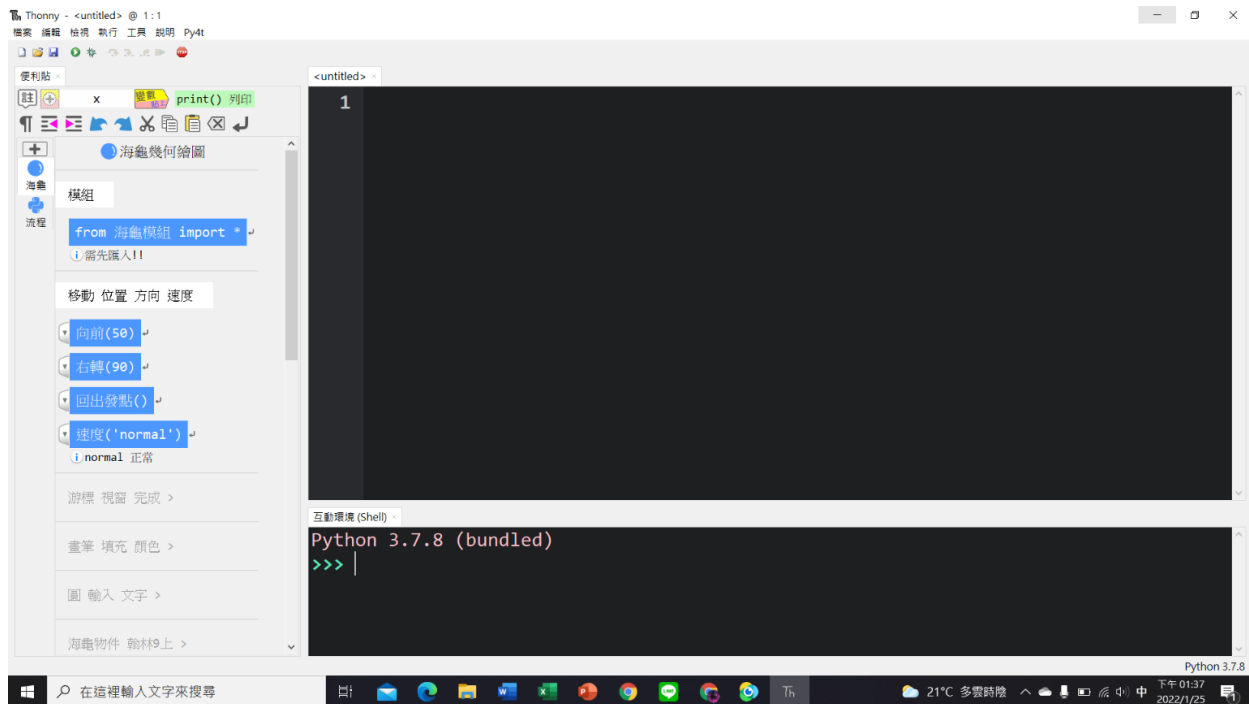 Thonny - <untitled> @ 1:1
檔案 編輯 檢視 執行 工具 說明 Py4t
便利貼
<untitled>
註
x
變數
貼上
print() 列印
1
海龜幾何繪圖
海龜
流程
模組
from 海龜模組 import *
需先匯入!!
移動 位置 方向 速度
向前(50)
右轉(90)
回出發點()
速度('normal')
normal 正常
游標 視窗 完成 >
畫筆 填充 顏色 >
圓 輸入 文字 >
海龜物件 翰林9上 >
互動環境 (Shell)
Python 3.7.8 (bundled)
>>>
Python 3.7.8
在這裡輸入文字來搜尋
Th
21°C 多雲時陰
中
下午 01:37
2022/1/25
1